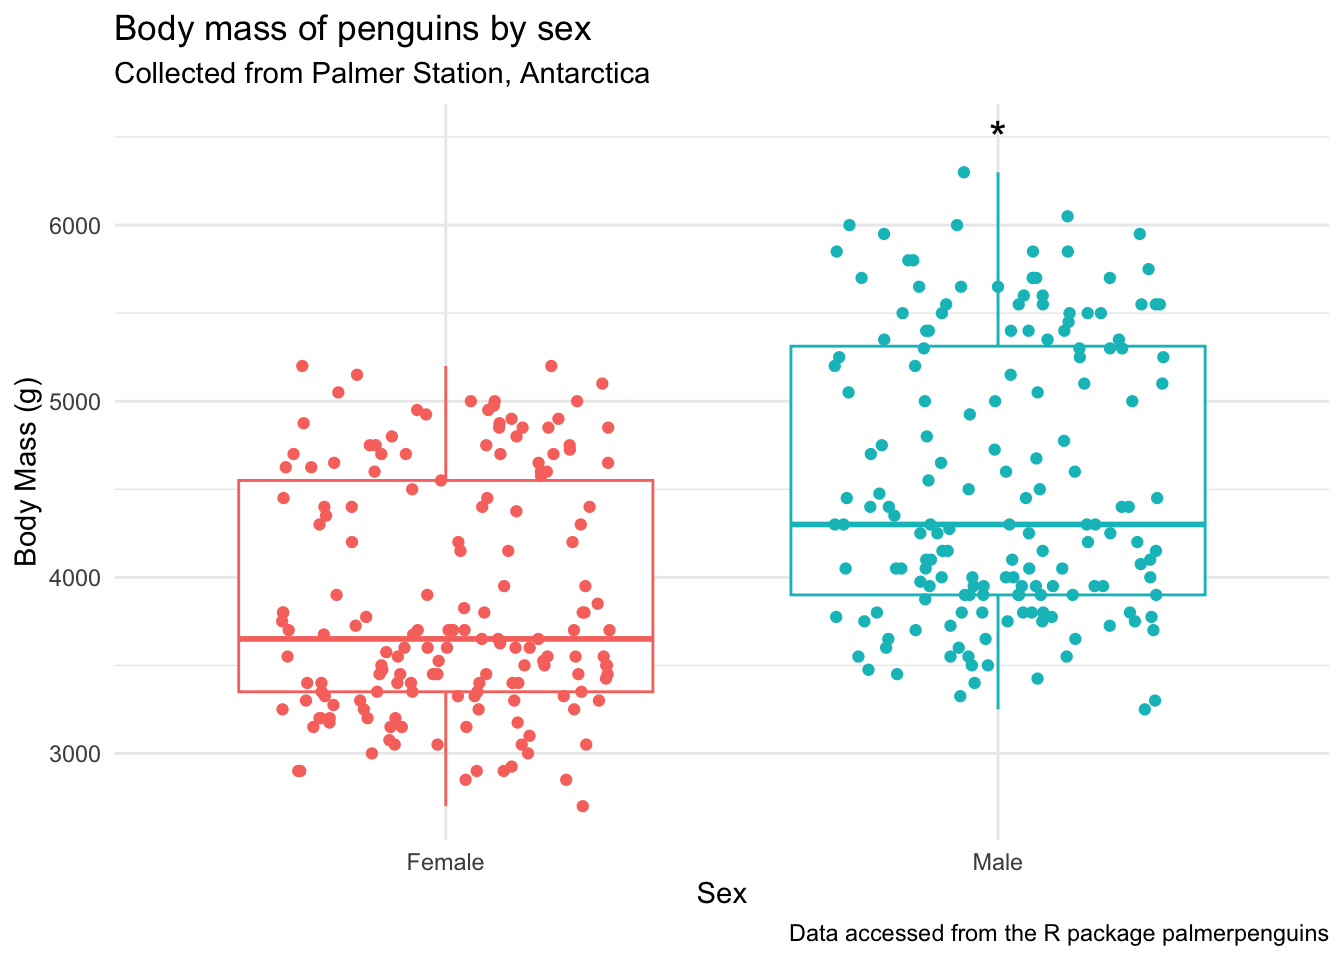 Body mass of penguins by sex
Collected from Palmer Station, Antarctica
*
6000
5000
4000
3000
Body Mass (g)
Female
Male
Sex
Data accessed from the R package palmerpenguins